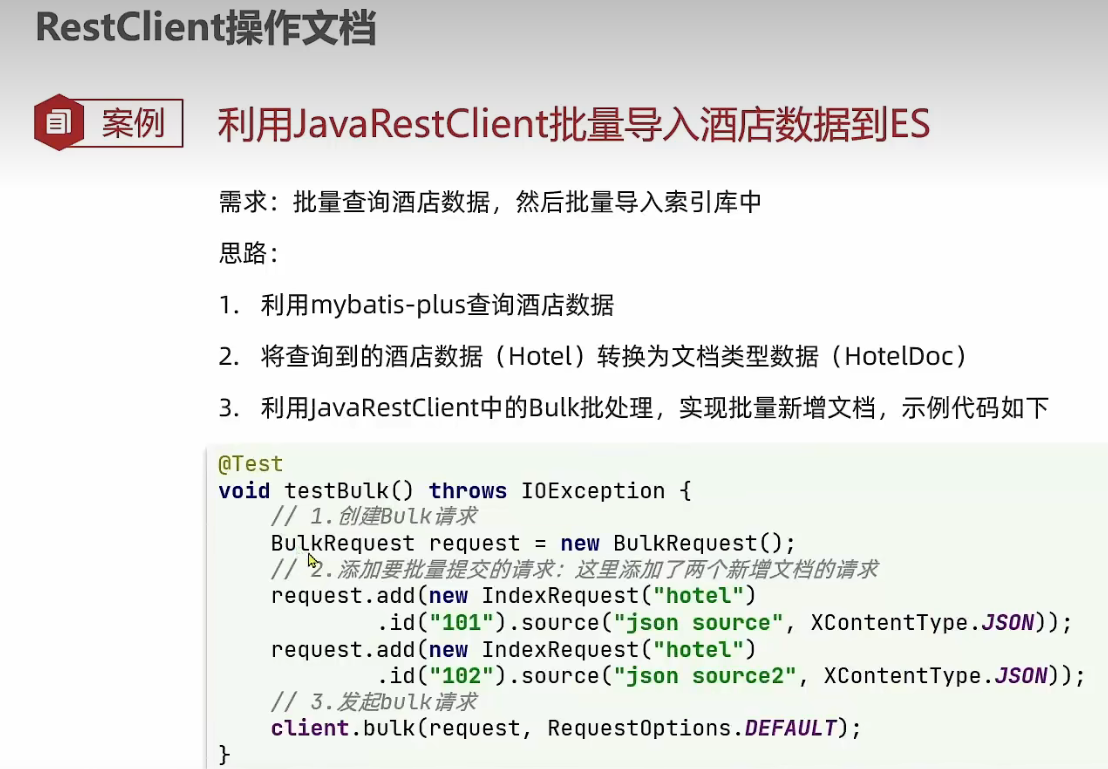 RestClient操作文档
案例
利用JavaRestClient批量导入酒店数据到ES
需求：批量查询酒店数据，然后批量导入索引库中
思路：
1. 利用mybatis-plus查询酒店数据
2. 将查询到的酒店数据（Hotel）转换为文档类型数据（HotelDoc）
3. 利用JavaRestClient中的Bulk批处理，实现批量新增文档，示例代码如下
@Test
void testBulk() throws IOException {
    // 1.创建Bulk请求
    BulkRequest request = new BulkRequest();
    // 2.添加要批量提交的请求：这里添加了两个新增文档的请求
    request.add(new IndexRequest("hotel")
            .id("101").source("json source", XContentType.JSON));
    request.add(new IndexRequest("hotel")
            .id("102").source("json source2", XContentType.JSON));
    // 3.发起bulk请求
    client.bulk(request, RequestOptions.DEFAULT);
}